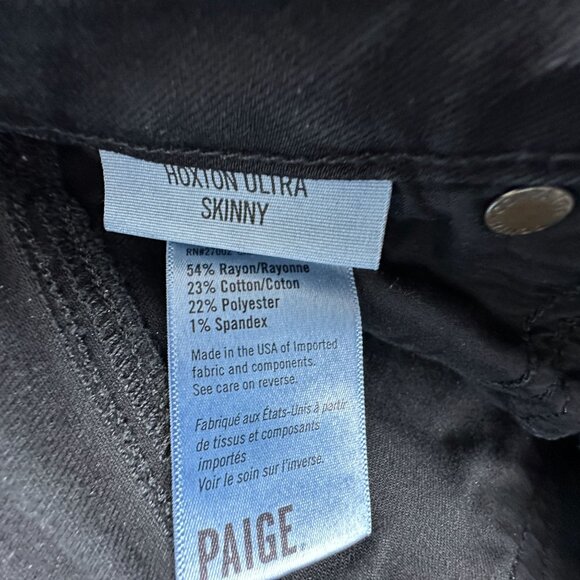 HOXTON ULTRA
SKINNY
RN#27002
54% Rayon/Rayonne
23% Cotton/Coton
22% Polyester
1% Spandex
Made in the USA of Imported
fabric and components.
See care on reverse.
Fabriqué aux États-Unis à partir
de tissus et composants
importés
Voir le soin sur l'inverse.
PAIGE.